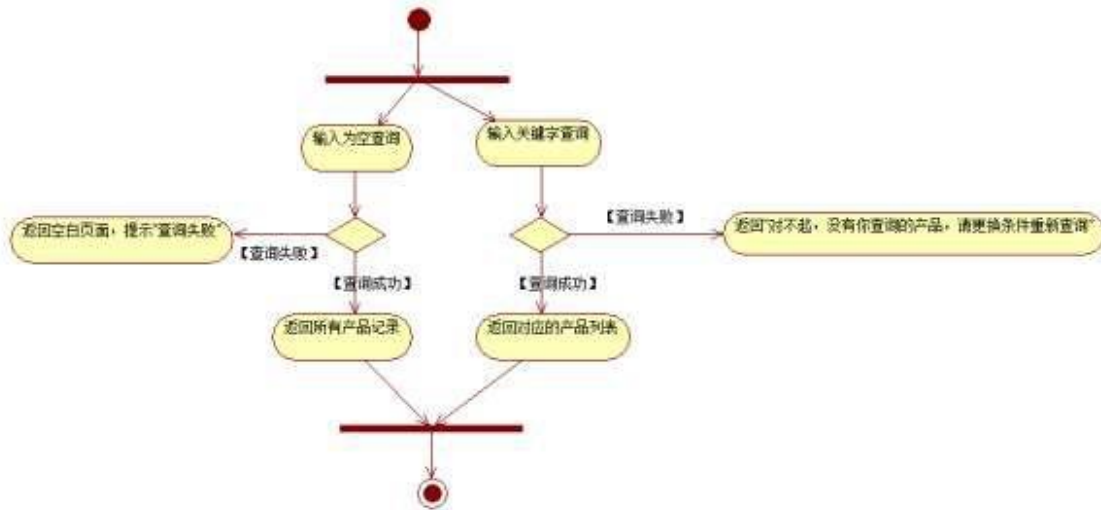 输入为空查询
输入关键字查询
【查询失败】
返回空白页面，提示"查询失败"
返回"对不起，没有你查询的产品，请更换条件重新查询"
【查询失败】
【查询成功】
【查询成功】
返回所有产品记录
返回对应的产品列表